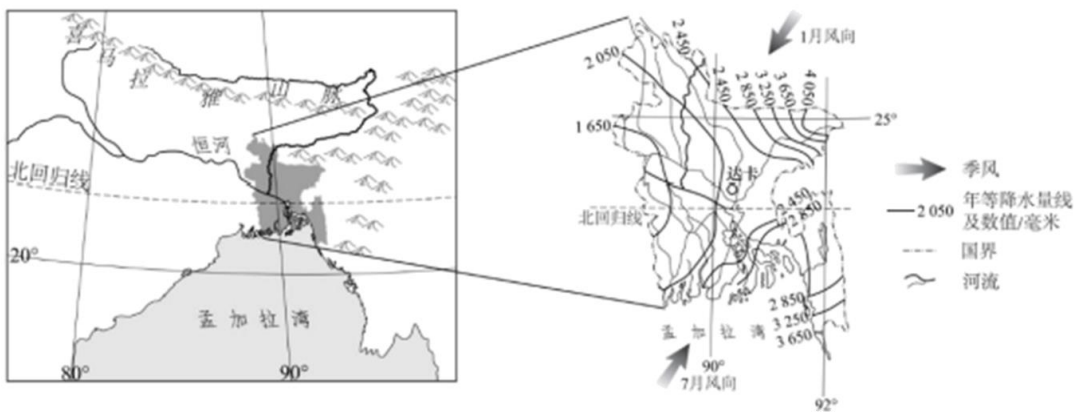 喜马拉雅山脉
恒河
北回归线
20°
孟加拉湾
80°
90°
1月风向
2 450
2 050
2 450
2 850
3 250
3 650
4 050
1 650
25°
达卡
北回归线
2 450
2 850
2 850
3 250
3 650
孟加拉湾
90°
7月风向
92°
季风
2 050 年等降水量线
及数值/毫米
国界
河流